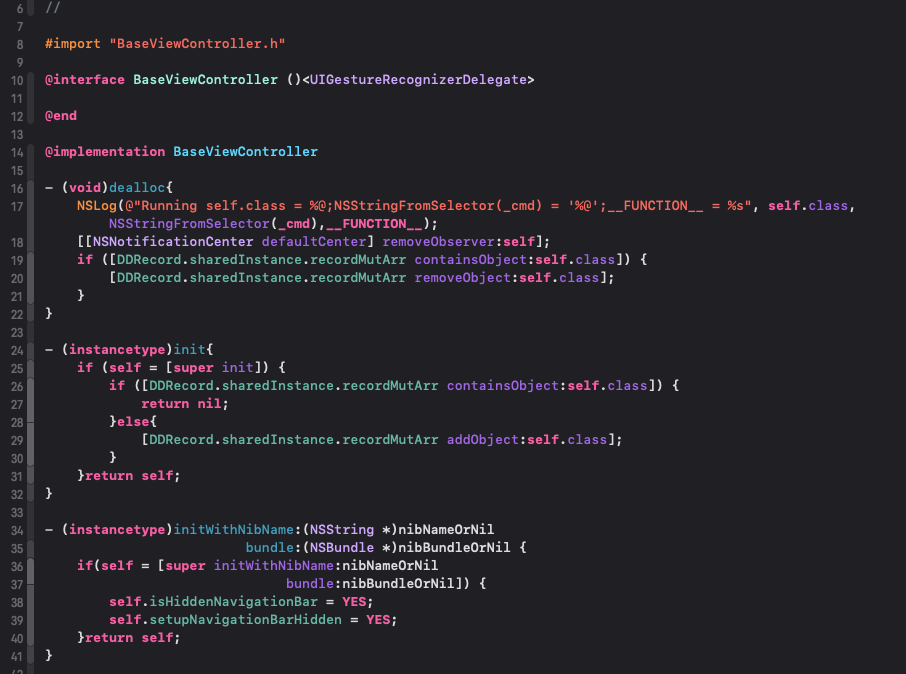 6 //
7
8 #import "BaseViewController.h"
9
10 @interface BaseViewController ()<UIGestureRecognizerDelegate>
11
12 @end
13
14 @implementation BaseViewController
15
16 - (void)dealloc{
17     NSLog(@"Running self.class = %@;NSStringFromSelector(_cmd) = '%@';__FUNCTION__ = %s", self.class,
        NSStringFromSelector(_cmd),__FUNCTION__);
18     [[NSNotificationCenter defaultCenter] removeObserver:self];
19     if ([DDRecord.sharedInstance.recordMutArr containsObject:self.class]) {
20         [DDRecord.sharedInstance.recordMutArr removeObject:self.class];
21     }
22 }
23
24 - (instancetype)init{
25     if (self = [super init]) {
26         if ([DDRecord.sharedInstance.recordMutArr containsObject:self.class]) {
27             return nil;
28         }else{
29             [DDRecord.sharedInstance.recordMutArr addObject:self.class];
30         }
31     }return self;
32 }
33
34 - (instancetype)initWithNibName:(NSString *)nibNameOrNil
35                          bundle:(NSBundle *)nibBundleOrNil {
36     if(self = [super initWithNibName:nibNameOrNil
37                               bundle:nibBundleOrNil]) {
38         self.isHiddenNavigationBar = YES;
39         self.setupNavigationBarHidden = YES;
40     }return self;
41 }